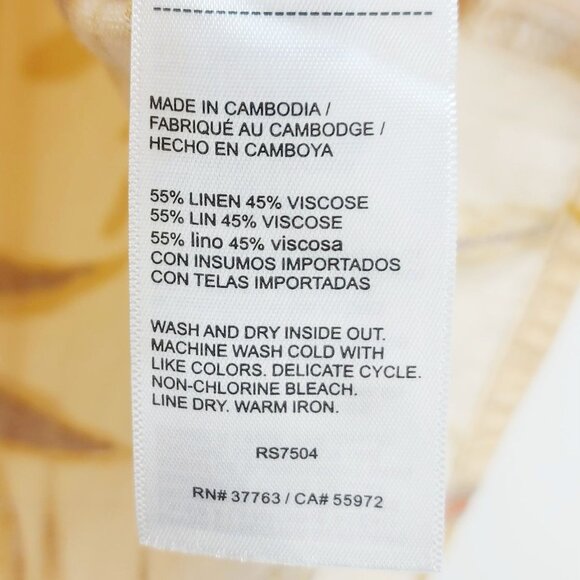 MADE IN CAMBODIA /
FABRIQUÉ AU CAMBODGE /
HECHO EN CAMBOYA
55% LINEN 45% VISCOSE
55% LIN 45% VISCOSE
55% lino 45% viscosa
CON INSUMOS IMPORTADOS
CON TELAS IMPORTADAS
WASH AND DRY INSIDE OUT.
MACHINE WASH COLD WITH
LIKE COLORS. DELICATE CYCLE.
NON-CHLORINE BLEACH.
LINE DRY. WARM IRON.
RS7504
RN# 37763 / CA# 55972